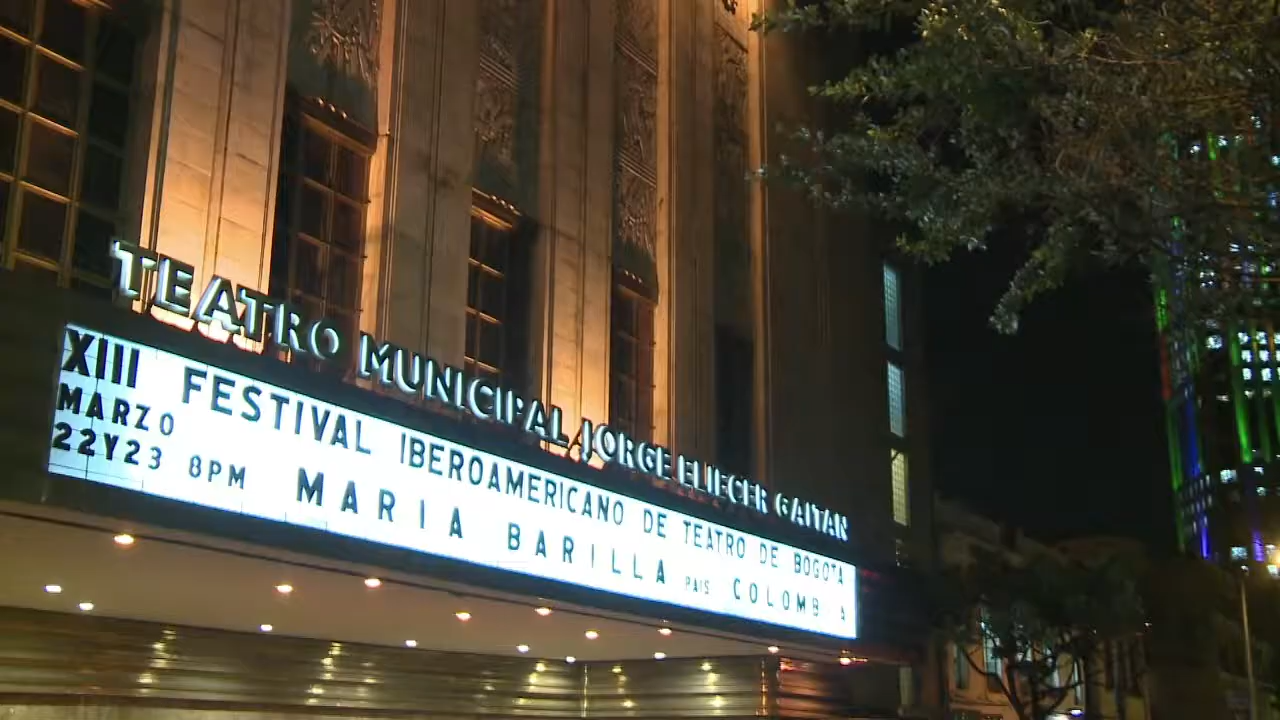 TEATRO MUNICIPAL JORGE ELIECER GAITAN
XIII FESTIVAL IBEROAMERICANO DE TEATRO DE BOGOTA
MARZO
22Y23 8PM MARIA BARILLA PAIS COLOMB A